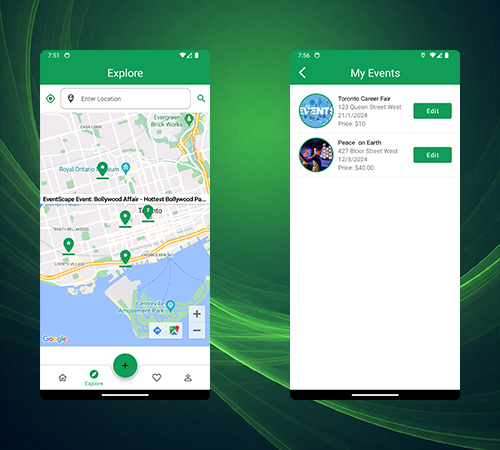 7:51
Explore
Enter Location
Evergreen
Brick Works
CASA LOMA
Royal Ontario Museum
EventScape Event: Bollywood Affair - Hottest Bollywood Pa...
Toronto
TRINITY BELLWOODS
LIBERTY VILLAGE
Centreville
Amusement Park
Google
Explore
7:56
My Events
EVENTS
Toronto Career Fair
123 Queen Street West
21/1/2024
Price: $10
Edit
Peace on Earth
427 Bloor Street West
12/3/2024
Price: $40.00
Edit